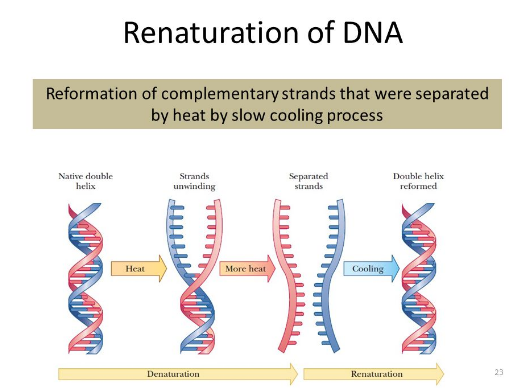 Renaturation of DNA
Reformation of complementary strands that were separated
by heat by slow cooling process
Native double
helix
Strands
unwinding
Separated
strands
Double helix
reformed
Heat
More heat
Cooling
Denaturation
Renaturation
23